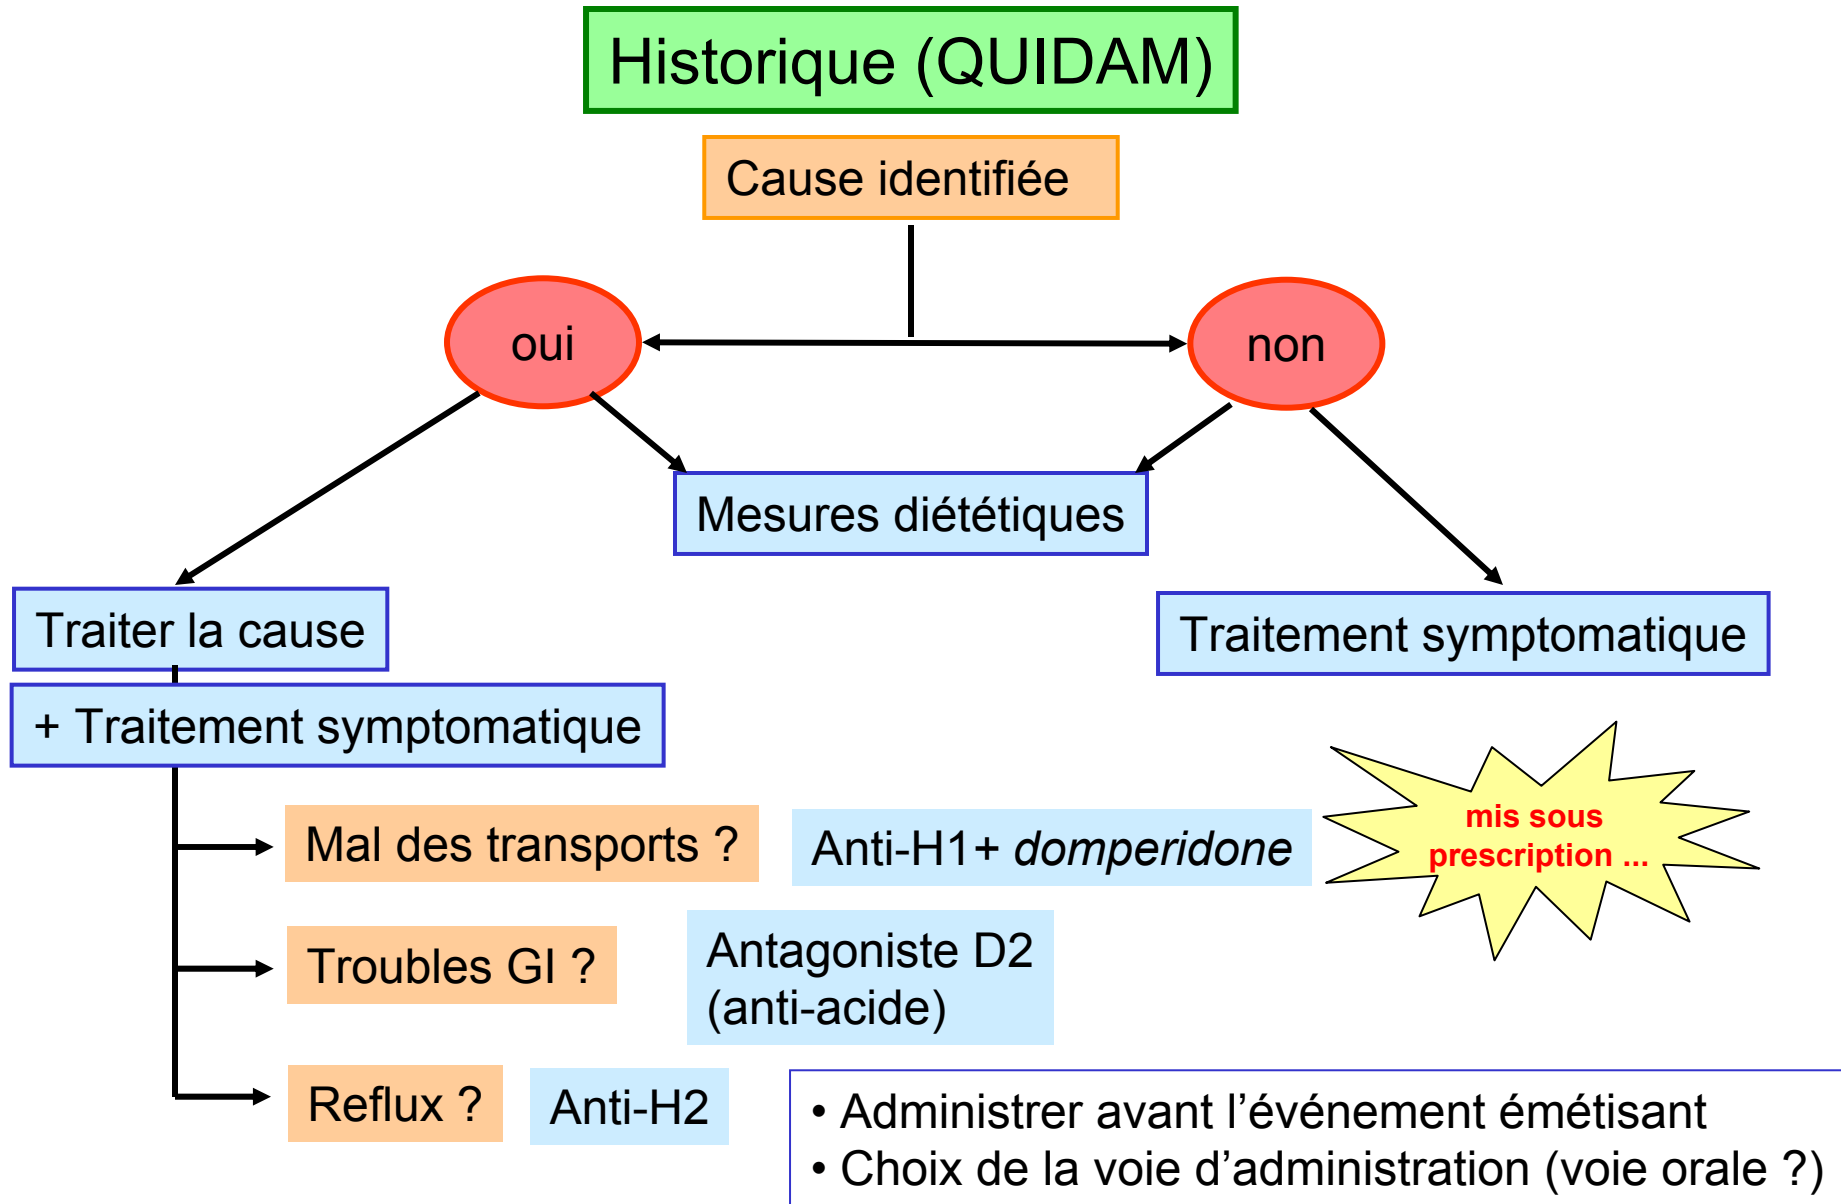 Historique (QUIDAM)
Cause identifiée
oui
non
Mesures diététiques
Traiter la cause
Traitement symptomatique
+ Traitement symptomatique
mis sous
prescription ...
Mal des transports ?
Anti-H1+ domperidone
Troubles GI ?
Antagoniste D2
(anti-acide)
Reflux ?
Anti-H2
• Administrer avant l’événement émétisant
• Choix de la voie d’administration (voie orale ?)